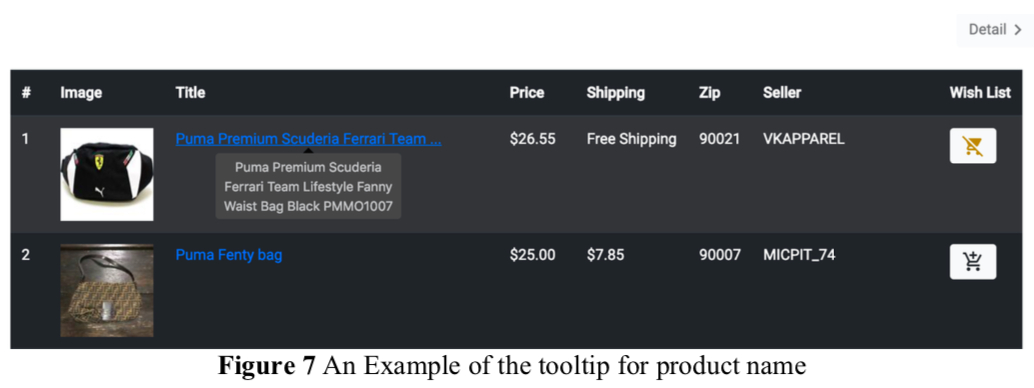 Detail >
# Image Title Price Shipping Zip Seller Wish List
1 Puma Premium Scuderia Ferrari Team ... $26.55 Free Shipping 90021 VKAPPAREL
Puma Premium Scuderia
Ferrari Team Lifestyle Fanny
Waist Bag Black PMMO1007
2 Puma Fenty bag $25.00 $7.85 90007 MICPIT_74
Figure 7 An Example of the tooltip for product name